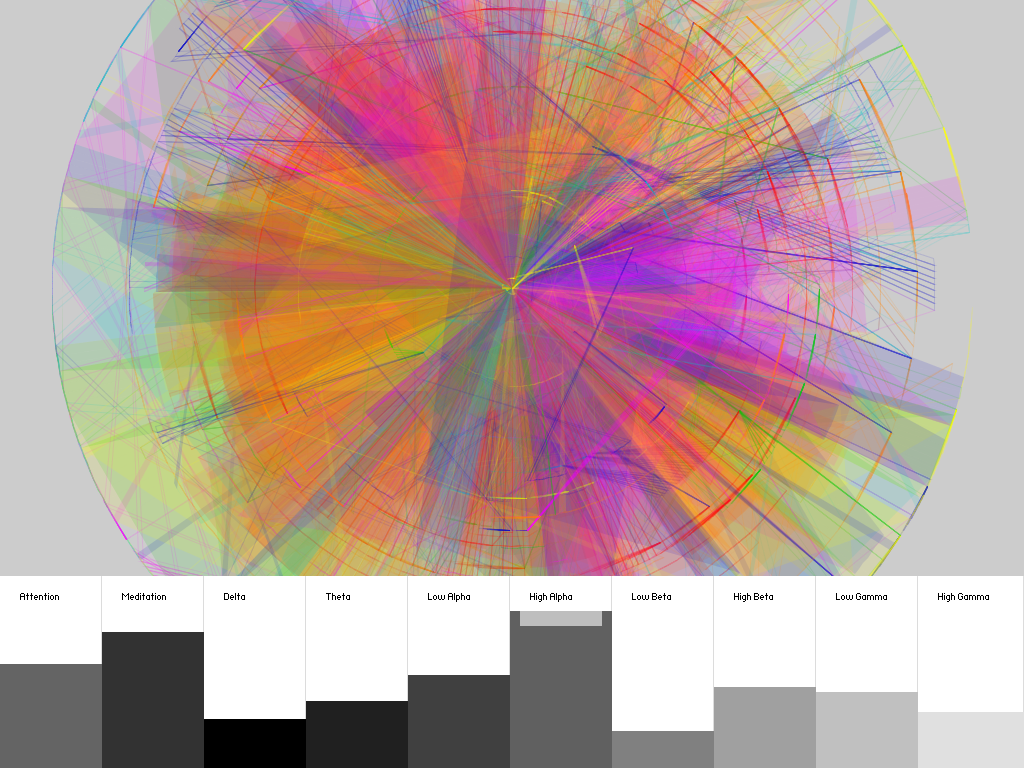 Attention
Meditation
Delta
Theta
Low Alpha
High Alpha
Low Beta
High Beta
Low Gamma
High Gamma